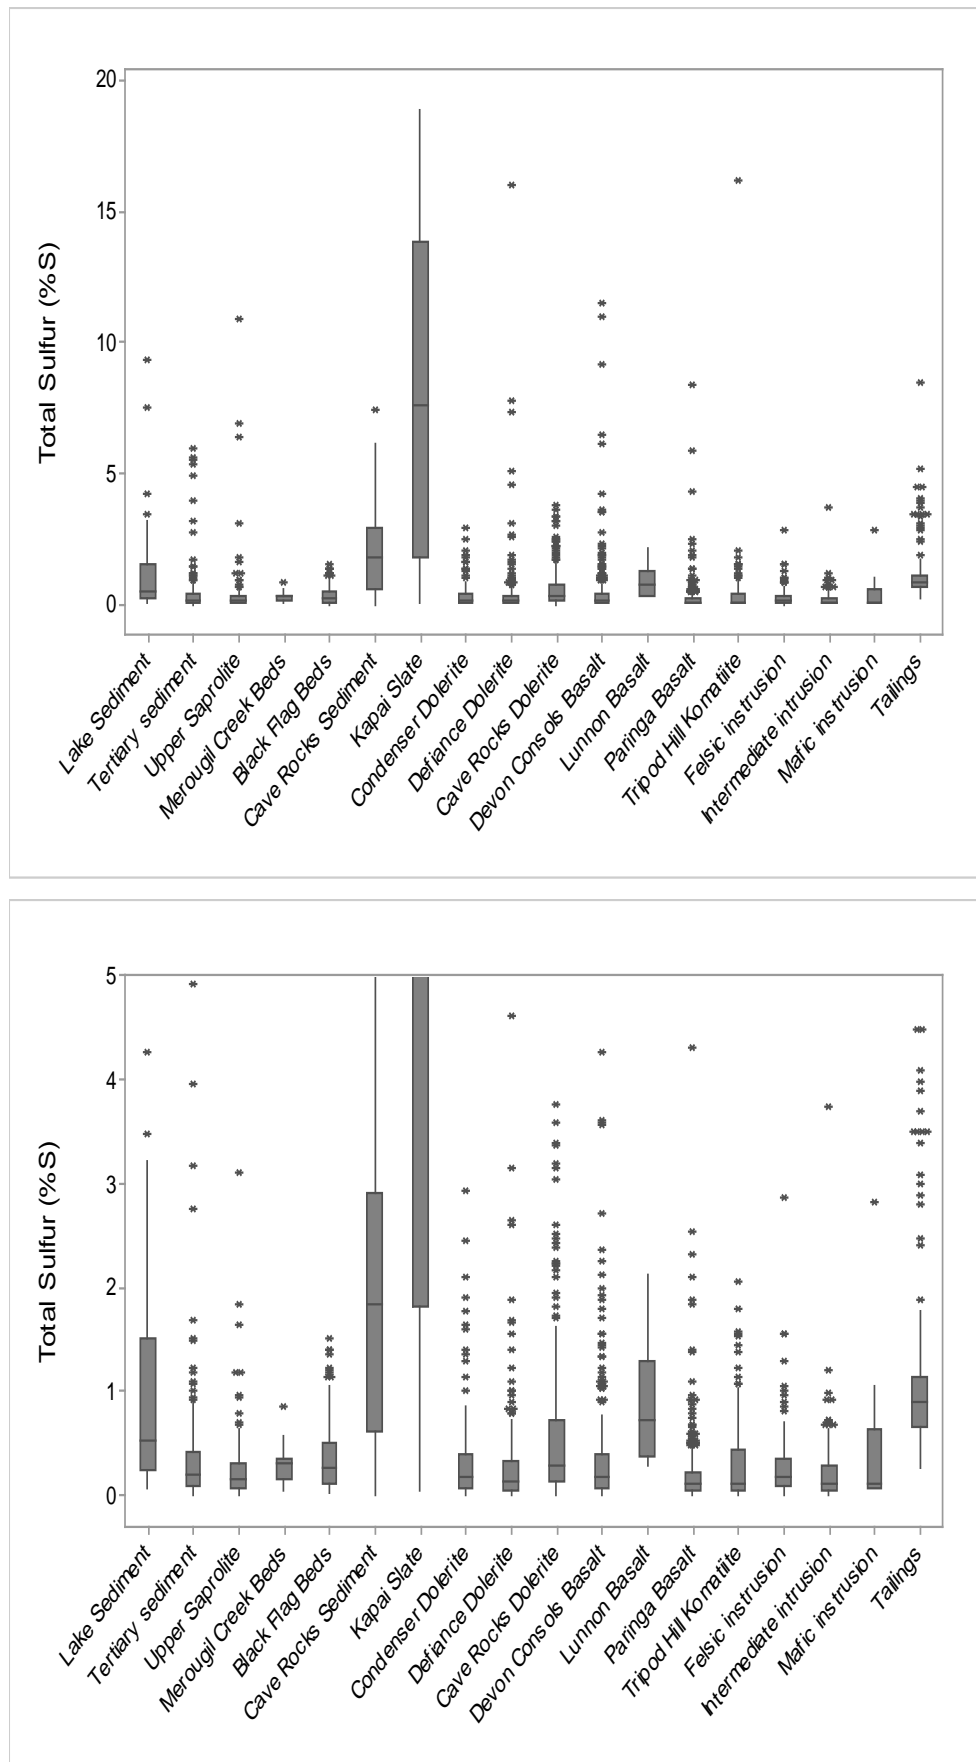 Total Sulfur (%S)
20
15
10
5
0
Lake Sediment
Tertiary sediment
Upper Saprolite
Merougil Creek Beds
Black Flag Beds
Cave Rocks Sediment
Kapai Slate
Condenser Dolerite
Defiance Dolerite
Cave Rocks Dolerite
Devon Consols Basalt
Lunnon Basalt
Paringa Basalt
Tripod Hill Komatiite
Felsic instrusion
Intermediate intrusion
Mafic instrusion
Tailings
Total Sulfur (%S)
5
4
3
2
1
0
Lake Sediment
Tertiary sediment
Upper Saprolite
Merougil Creek Beds
Black Flag Beds
Cave Rocks Sediment
Kapai Slate
Condenser Dolerite
Defiance Dolerite
Cave Rocks Dolerite
Devon Consols Basalt
Lunnon Basalt
Paringa Basalt
Tripod Hill Komatiite
Felsic instrusion
Intermediate intrusion
Mafic instrusion
Tailings